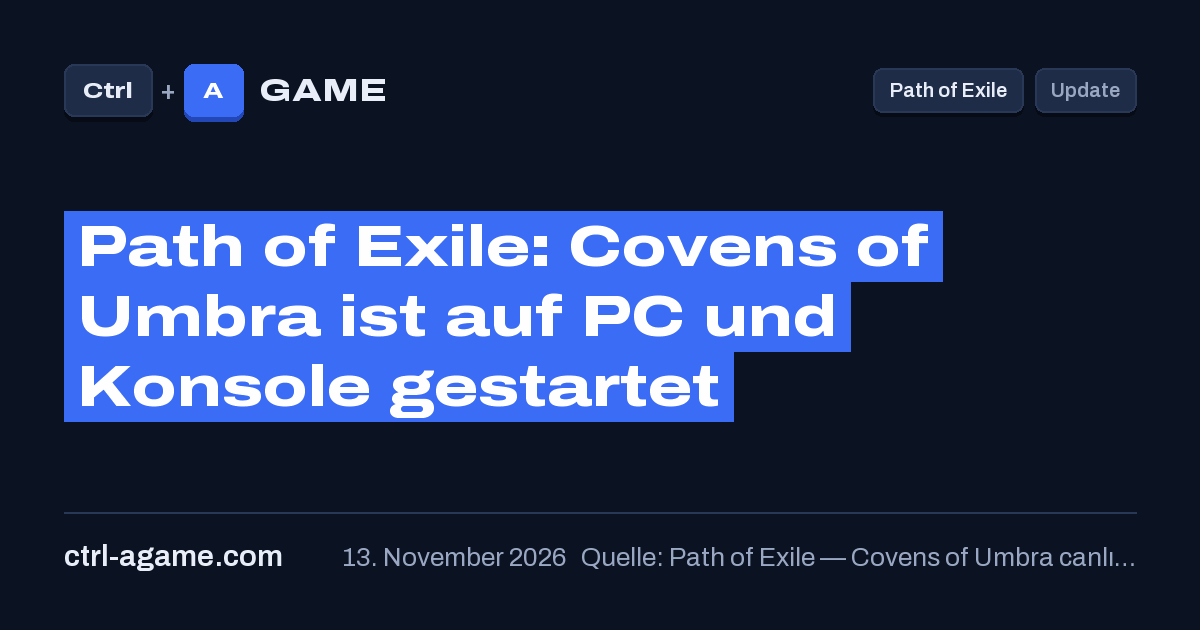 Ctrl + A GAME
Path of Exile Update
Path of Exile: Covens of
Umbra ist auf PC und
Konsole gestartet
ctrl-agame.com 13. November 2026 Quelle: Path of Exile — Covens of Umbra canlı…